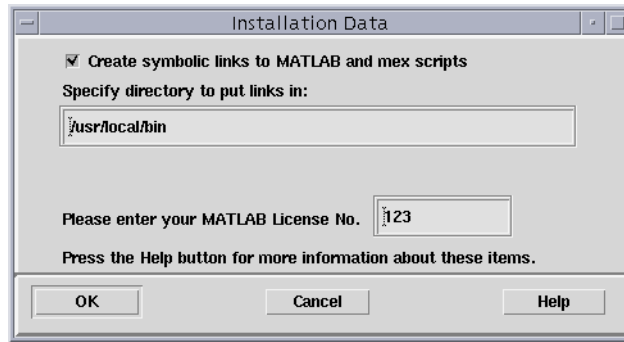 Installation Data
Create symbolic links to MATLAB and mex scripts
Specify directory to put links in:
/usr/local/bin
Please enter your MATLAB License No. 123
Press the Help button for more information about these items.
OK Cancel Help